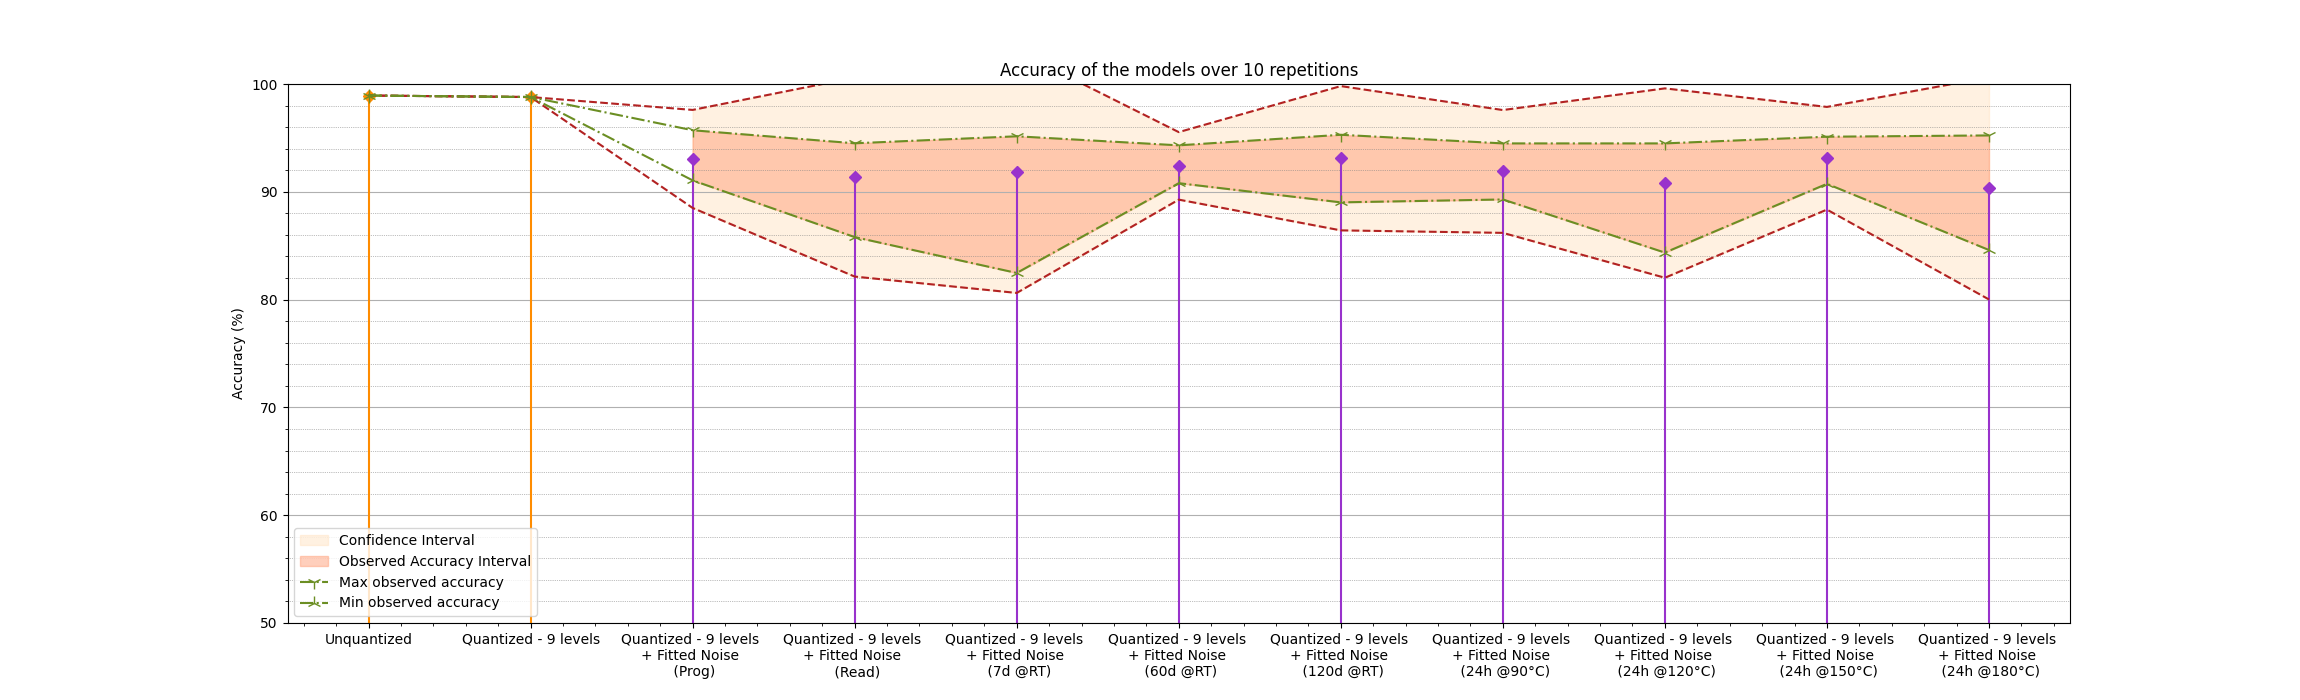 Accuracy of the models over 10 repetitions
100
90
80
70
60
50
Accuracy (%)
Confidence Interval
Observed Accuracy Interval
Max observed accuracy
Min observed accuracy
Unquantized
Quantized - 9 levels
Quantized - 9 levels
+ Fitted Noise
(Prog)
Quantized - 9 levels
+ Fitted Noise
(Read)
Quantized - 9 levels
+ Fitted Noise
(7d @RT)
Quantized - 9 levels
+ Fitted Noise
(60d @RT)
Quantized - 9 levels
+ Fitted Noise
(120d @RT)
Quantized - 9 levels
+ Fitted Noise
(24h @90°C)
Quantized - 9 levels
+ Fitted Noise
(24h @120°C)
Quantized - 9 levels
+ Fitted Noise
(24h @150°C)
Quantized - 9 levels
+ Fitted Noise
(24h @180°C)